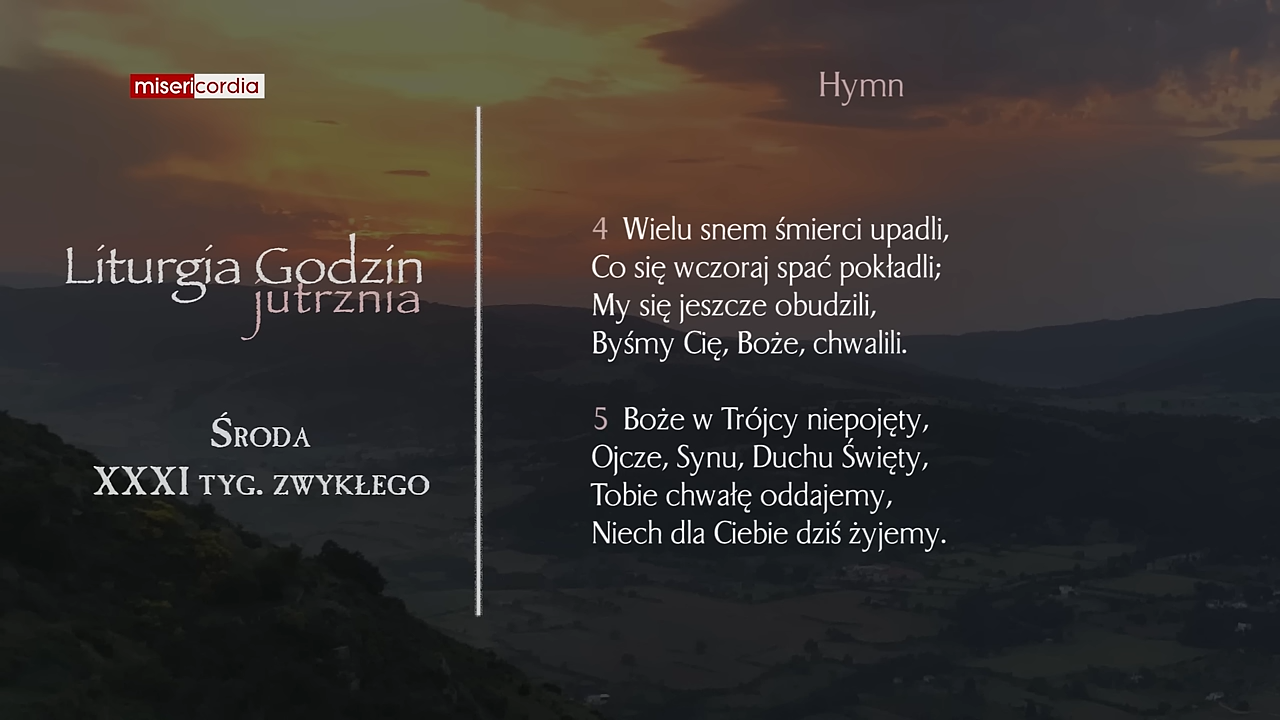 misericordia
Liturgia Godzin
jutrznia
Środa
XXXI tyg. zwykłego
Hymn
4 Wielu snem śmierci upadli,
Co się wczoraj spać pokładli;
My się jeszcze obudzili,
Byśmy Cię, Boże, chwalili.
5 Boże w Trójcy niepojęty,
Ojcze, Synu, Duchu Święty,
Tobie chwałę oddajemy,
Niech dla Ciebie dziś żyjemy.